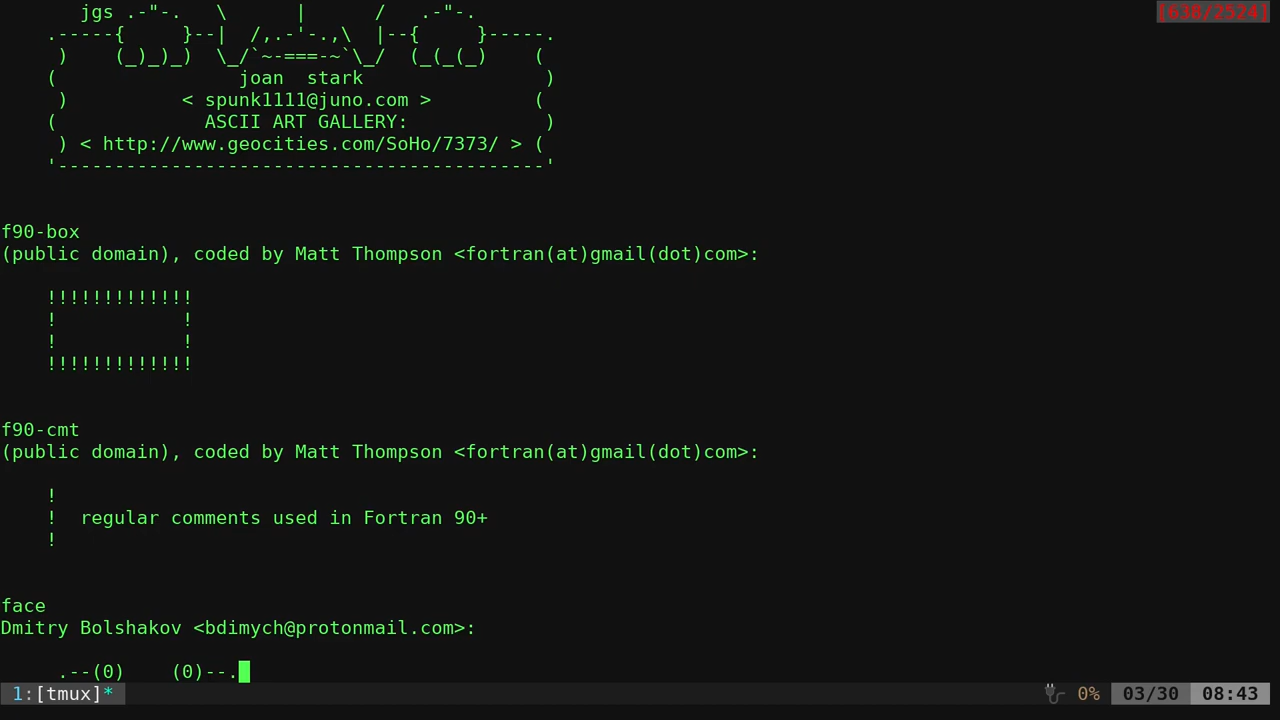 jgs .-"-.   \      |      /   .-"-.                    [638/2524]
    .-----{     }--|  /,.-'-.,\  |--{     }-----.
     )    (_)_)_)  \_/`~-===-~`\_/  (_(_(_)    (
    (                joan  stark                )
     )          < spunk1111@juno.com >         (
    (             ASCII ART GALLERY:            )
     ) < http://www.geocities.com/SoHo/7373/ > (
    '-------------------------------------------'
f90-box
(public domain), coded by Matt Thompson <fortran(at)gmail(dot)com>:
    !!!!!!!!!!!!!
    !           !
    !           !
    !!!!!!!!!!!!!
f90-cmt
(public domain), coded by Matt Thompson <fortran(at)gmail(dot)com>:
    !
    !  regular comments used in Fortran 90+
    !
face
Dmitry Bolshakov <bdimych@protonmail.com>:
     .--(0)    (0)--.
1:[tmux]* 0% 03/30 08:43